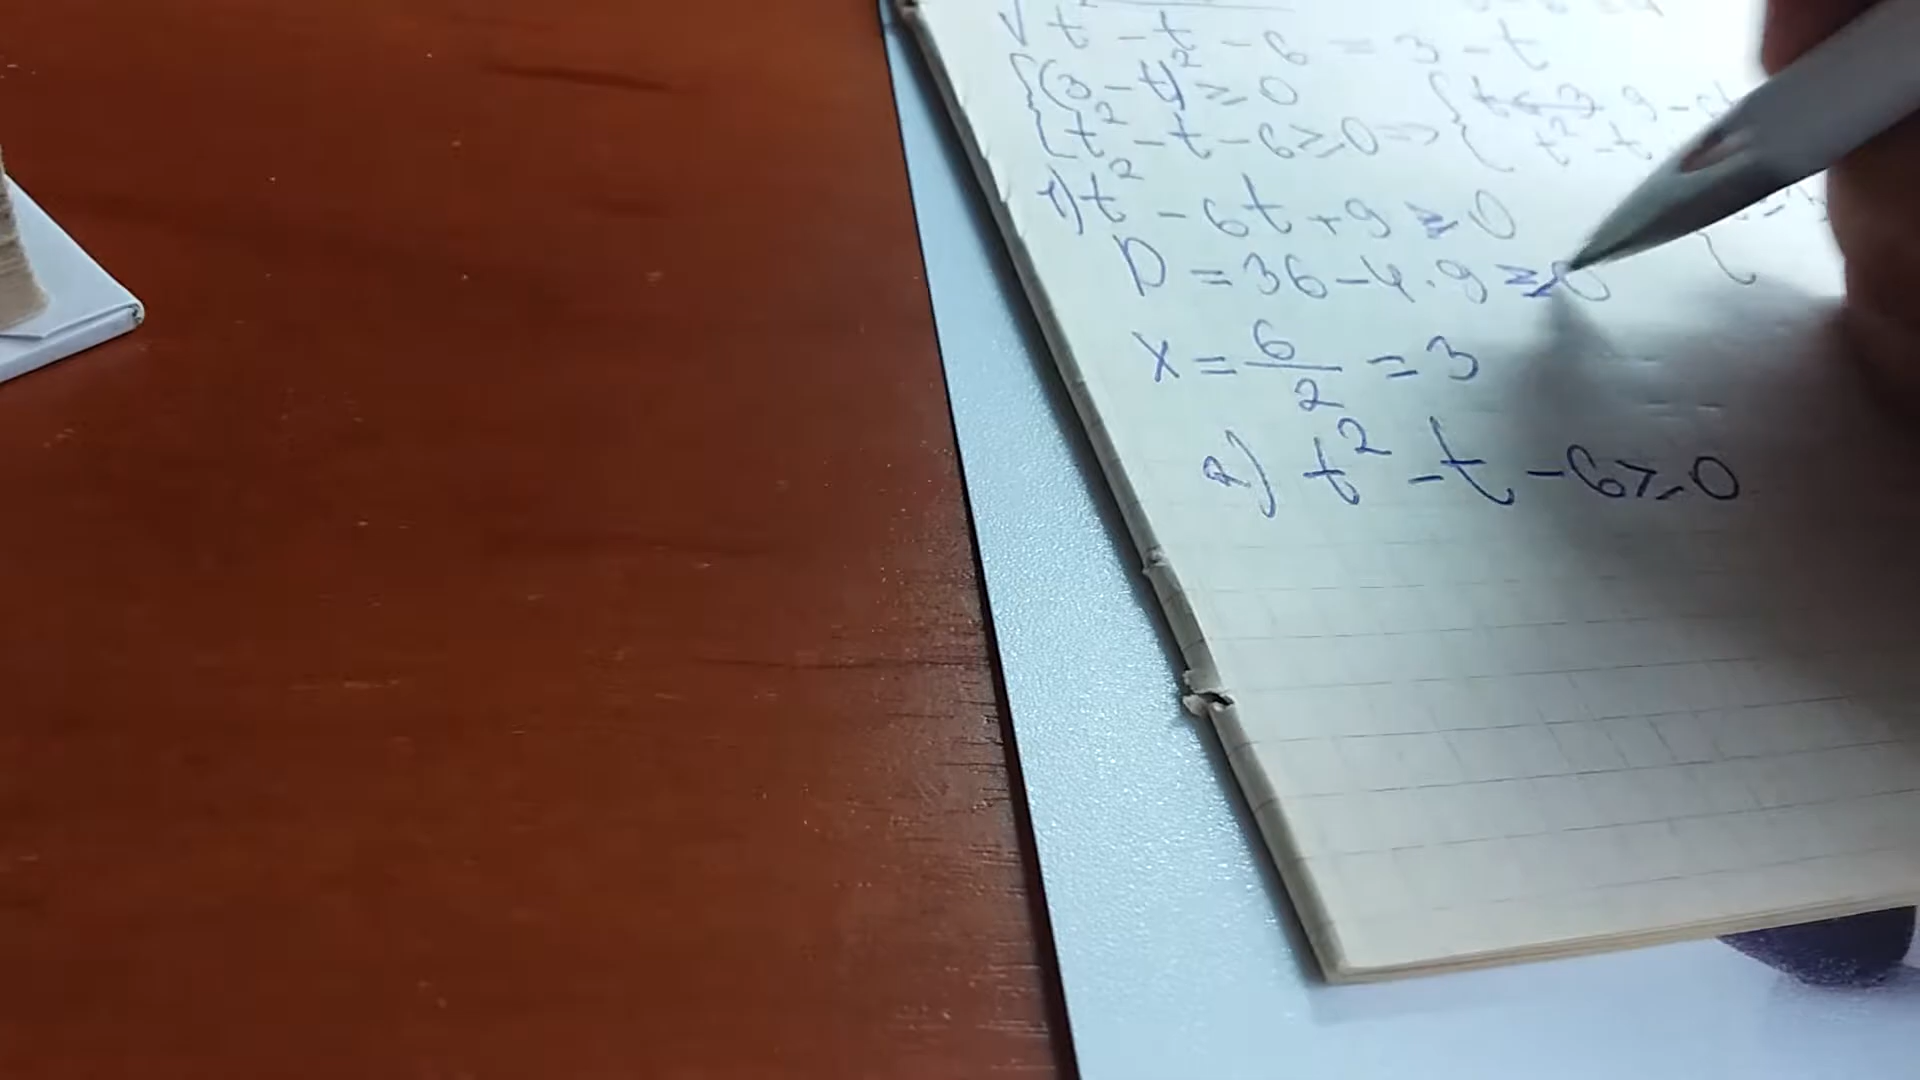 √t² - t - 6 = 3 - t
{(3 - t)² ≥ 0
{t² - t - 6 ≥ 0 => { t² - t
1) t² - 6t + 9 ≥ 0
D = 36 - 4 · 9 = 0
x = 6/2 = 3
2) t² - t - 6 ≥ 0